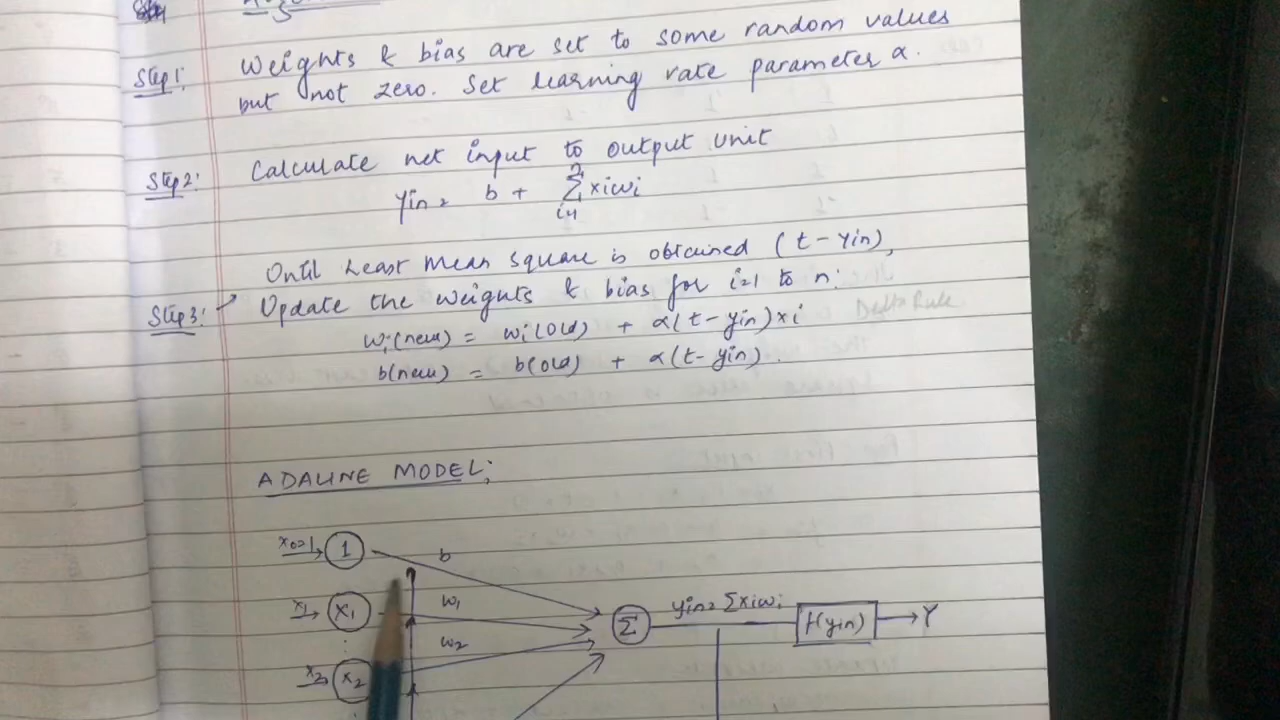 Step 1: Weights & bias are set to some random values
but not zero. Set learning rate parameter α.
Step 2: Calculate net input to output unit
yin = b + n Σ i=1 xiwi
Until Least Mean square is obtained (t - yin),
Step 3: → Update the weights & bias for i=1 to n:
wi(new) = wi(old) + α(t - yin)xi
Delta Rule
b(new) = b(old) + α(t - yin).
ADALINE MODEL:
x0=1 1 b
x1 X1 w1
Σ yin = Σxiwi f(yin) Y
x2 X2 w2